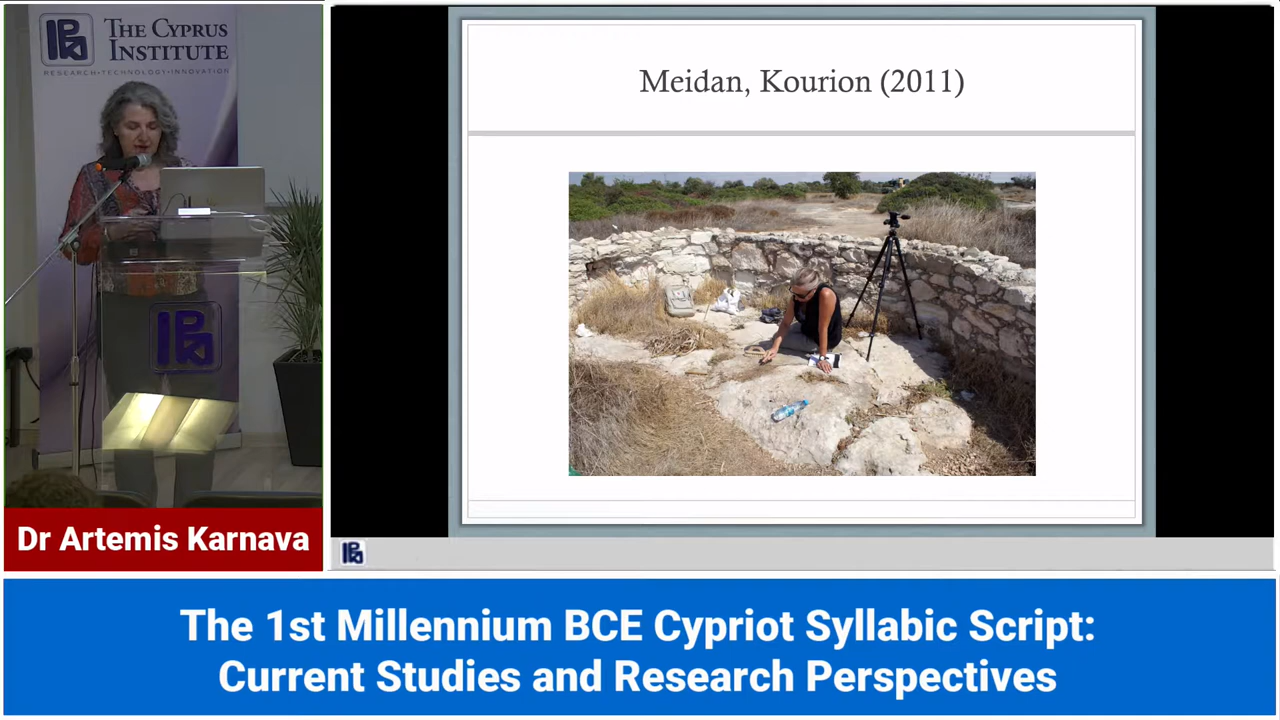 THE CYPRUS
INSTITUTE
RESEARCH • TECHNOLOGY • INNOVATION
Meidan, Kourion (2011)
Dr Artemis Karnava
The 1st Millennium BCE Cypriot Syllabic Script:
Current Studies and Research Perspectives